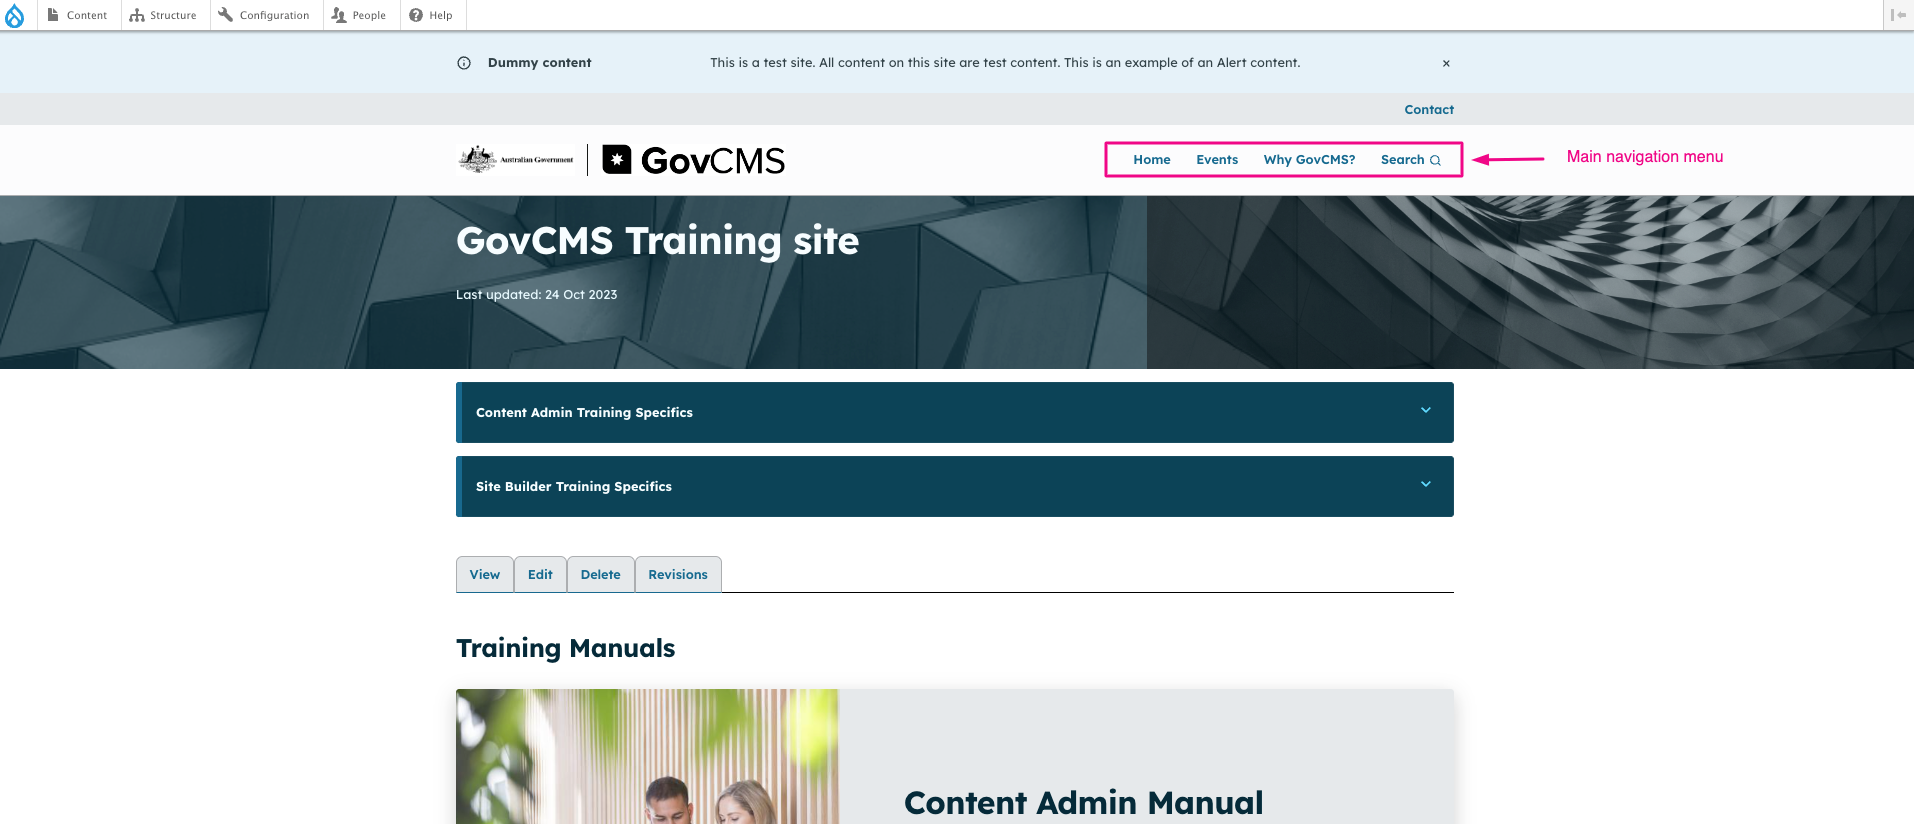 Content Structure Configuration People Help
Dummy content This is a test site. All content on this site are test content. This is an example of an Alert content. ×
Contact
Australian Government GovCMS Home Events Why GovCMS? Search Main navigation menu
GovCMS Training site
Last updated: 24 Oct 2023
Content Admin Training Specifics
Site Builder Training Specifics
View Edit Delete Revisions
Training Manuals
Content Admin Manual